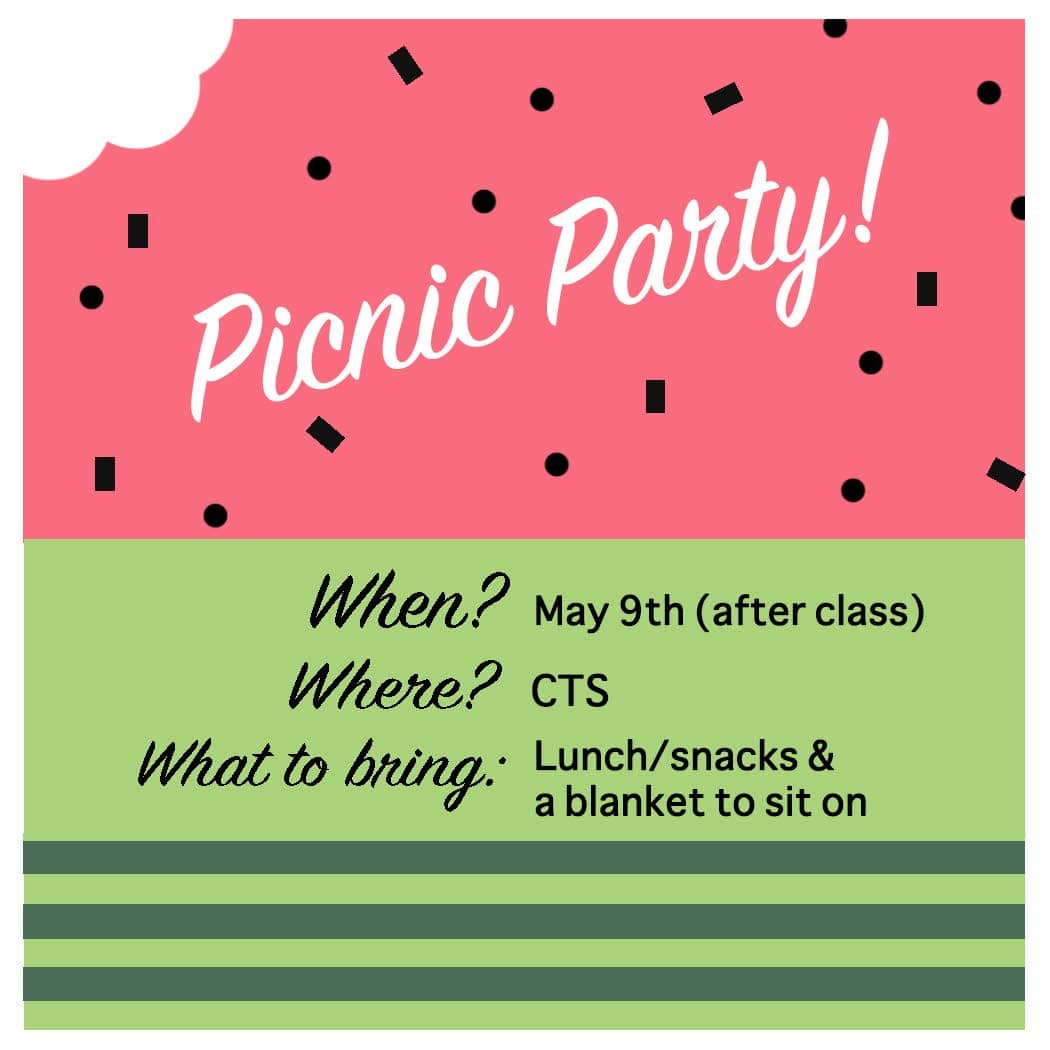 Picnic Party!
When? May 9th (after class)
Where? CTS
What to bring: Lunch/snacks &
a blanket to sit on